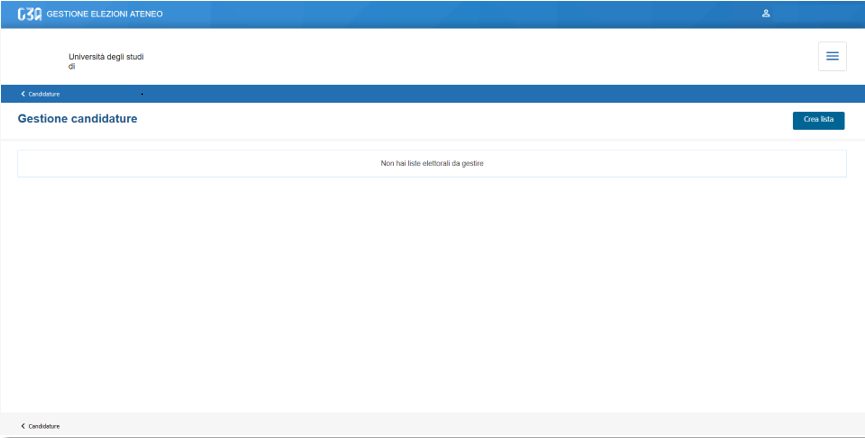 G3A GESTIONE ELEZIONI ATENEO
Università degli studi
di
Candidature
Gestione candidature
Crea lista
Non hai liste elettorali da gestire
Candidature